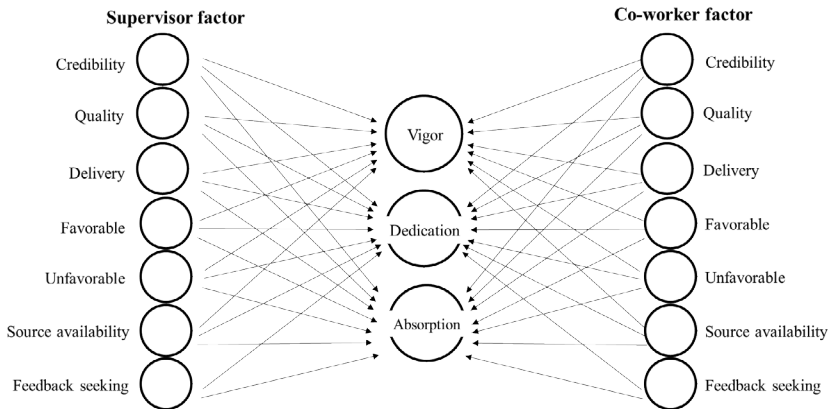 Supervisor factor
Credibility
Quality
Delivery
Favorable
Unfavorable
Source availability
Feedback seeking
Vigor
Dedication
Absorption
Co-worker factor
Credibility
Quality
Delivery
Favorable
Unfavorable
Source availability
Feedback seeking